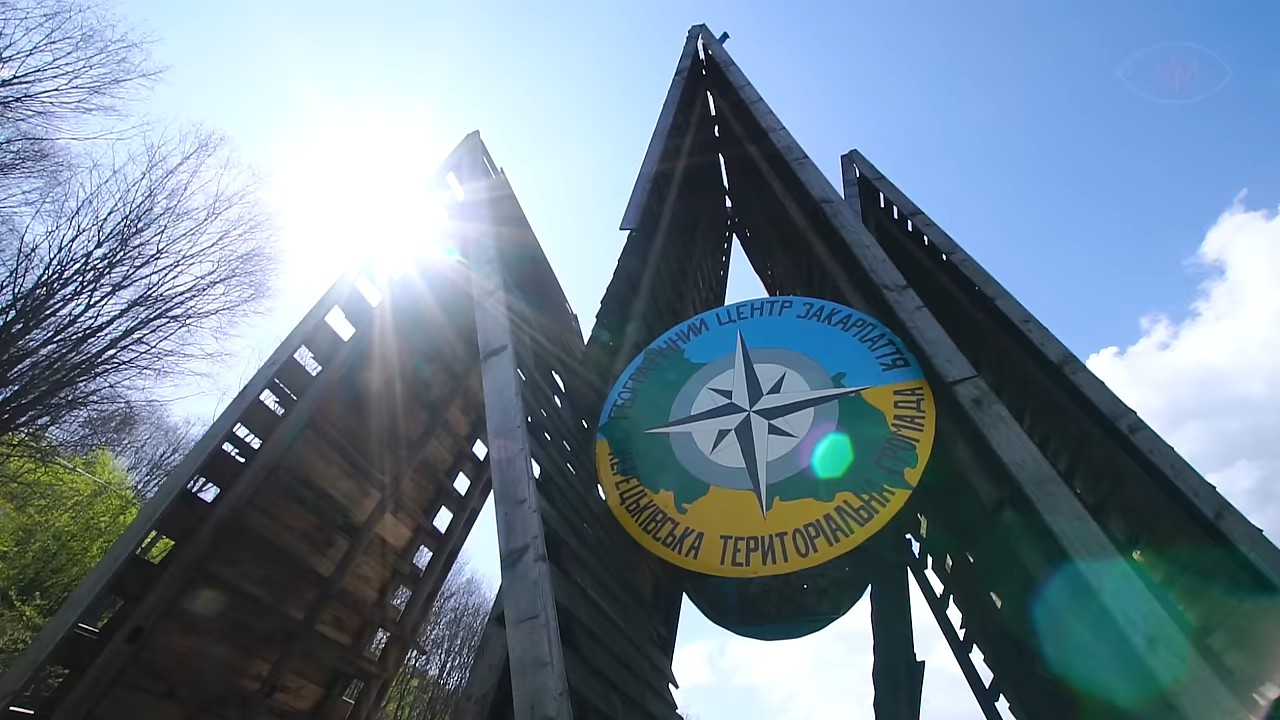 ГЕОГРАФІЧНИЙ ЦЕНТР ЗАКАРПАТТЯ
КЕРЕЦЬКІВСЬКА ТЕРИТОРІАЛЬНА ГРОМАДА